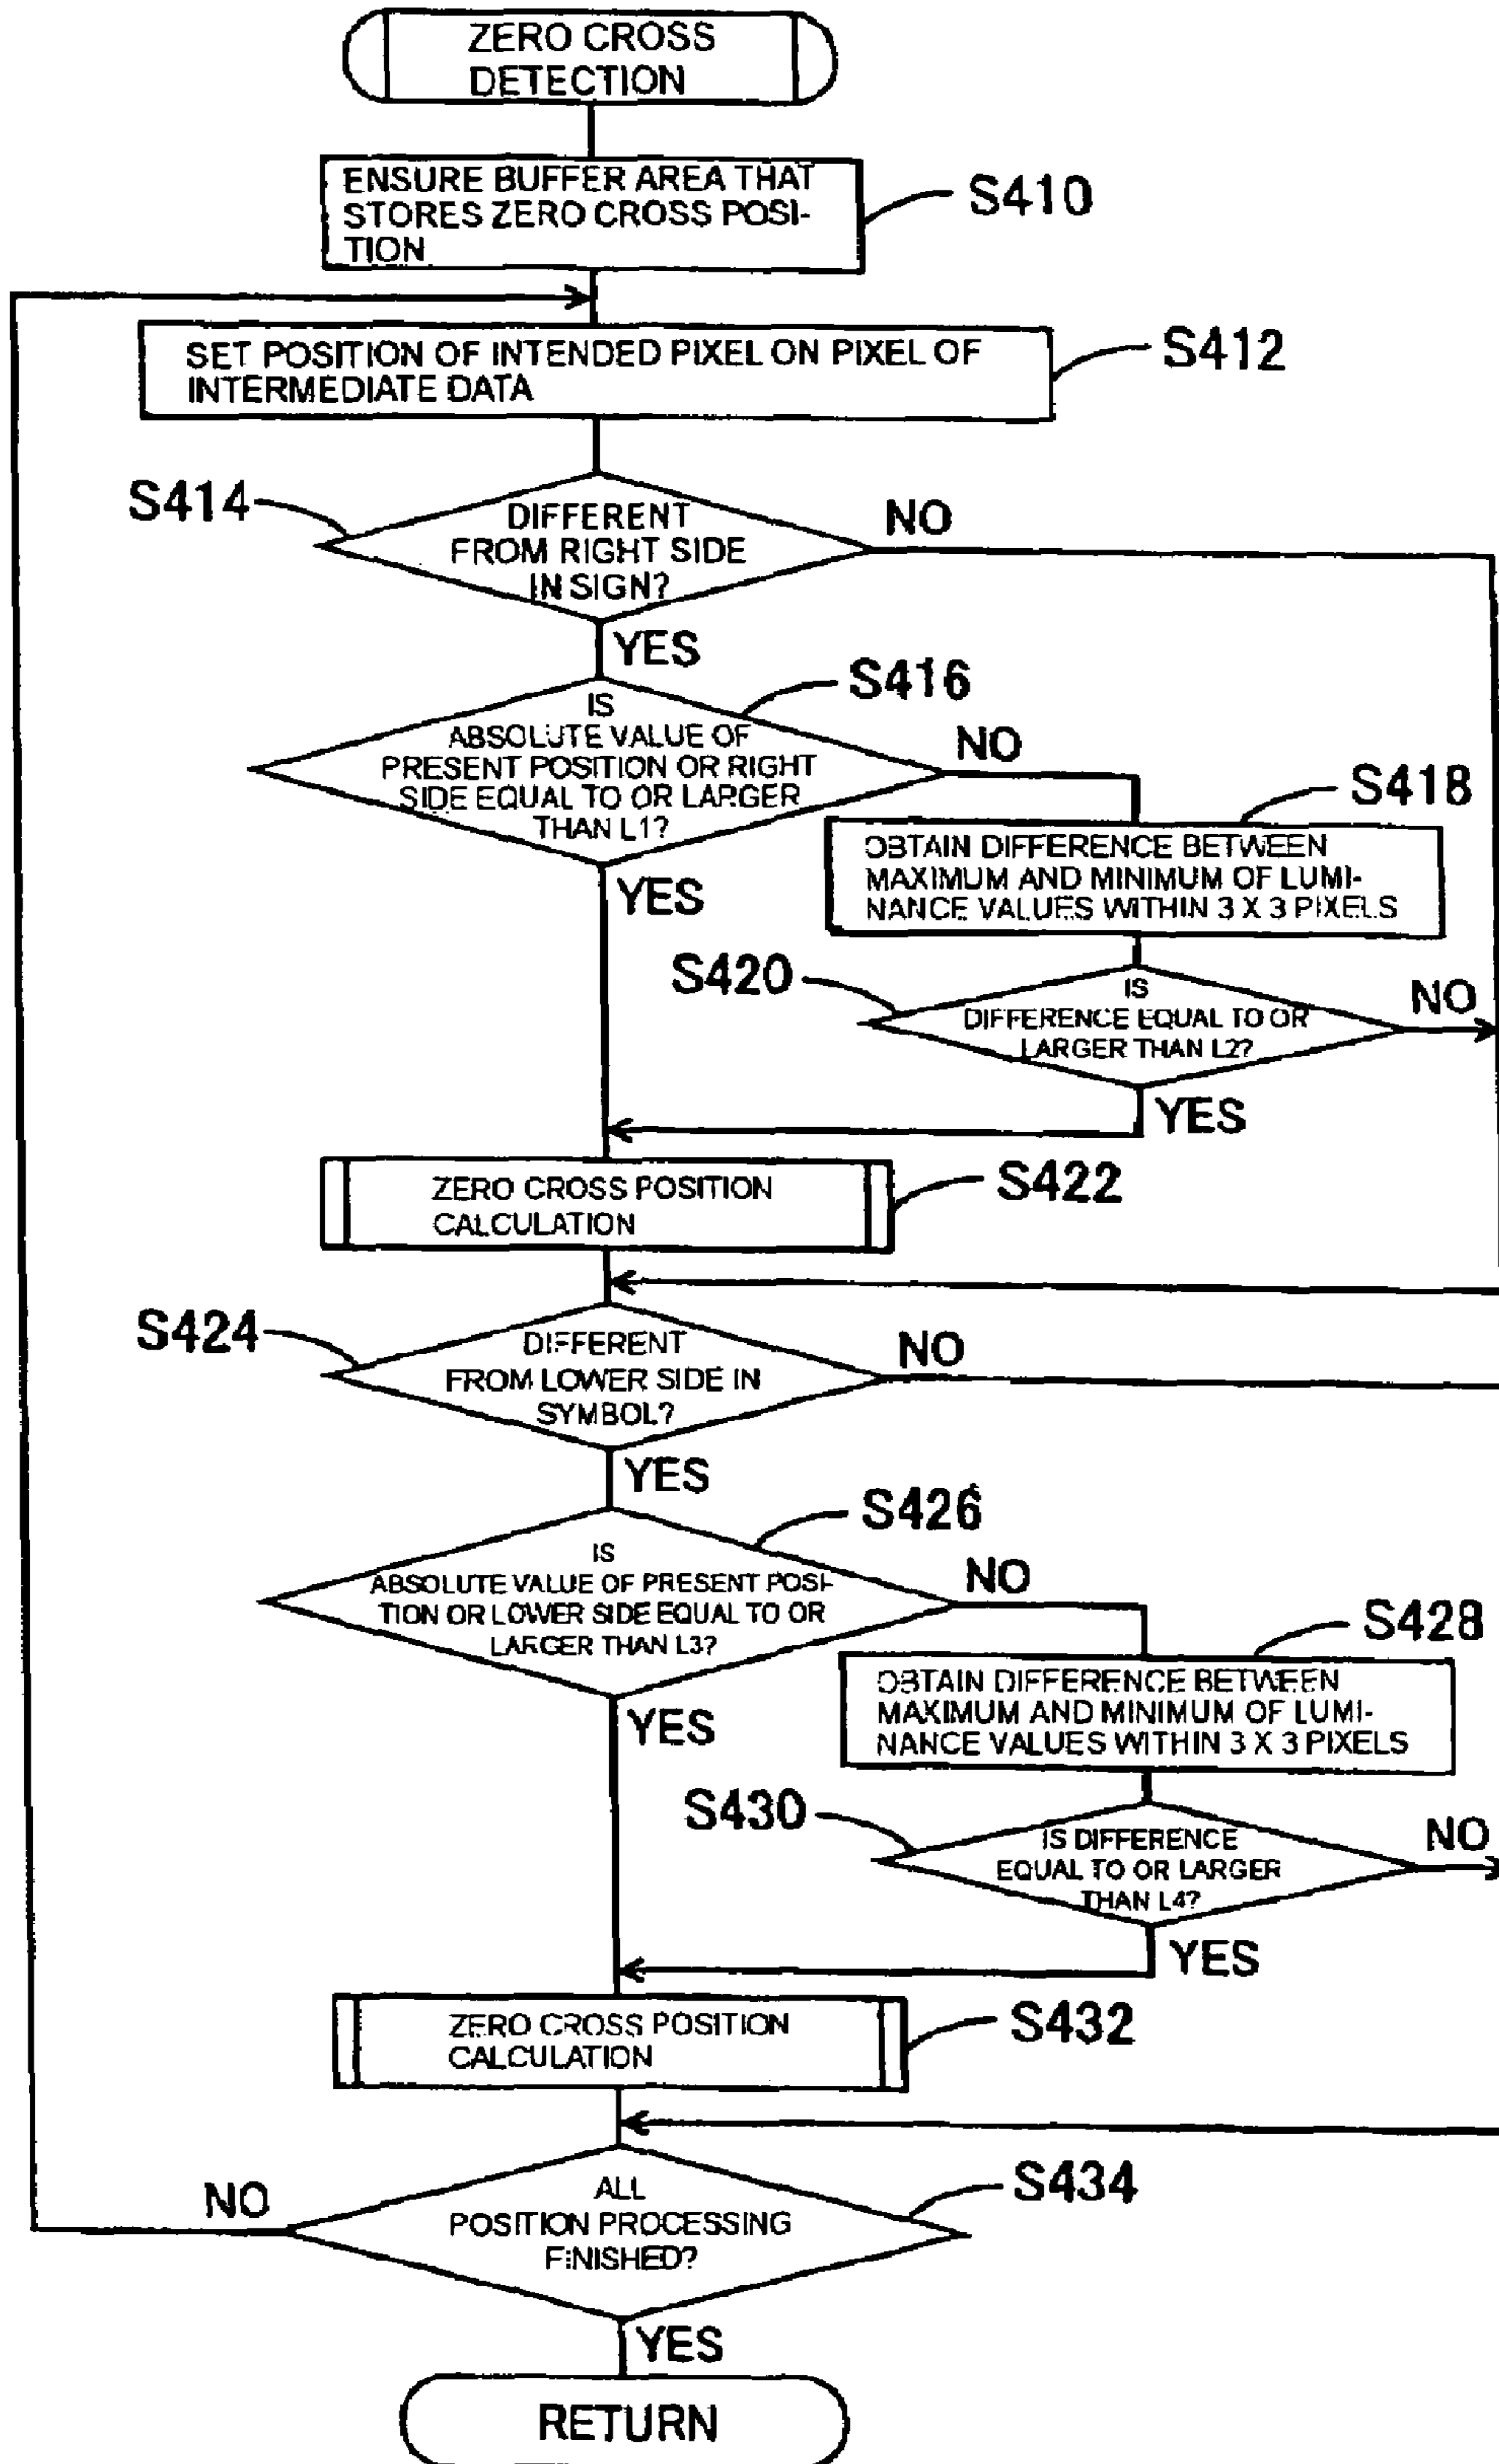 ZERO CROSS
DETECTION
ENSURE BUFFER AREA THAT
STORES ZERO CROSS POSI-
TION
S410
SET POSITION OF INTENDED PIXEL ON PIXEL OF
INTERMEDIATE DATA
S412
S414
DIFFERENT
FROM RIGHT SIDE
IN SIGN?
NO
YES
S416
IS
ABSOLUTE VALUE OF
PRESENT POSITION OR RIGHT
SIDE EQUAL TO OR LARGER
THAN L1?
NO
YES
S418
OBTAIN DIFFERENCE BETWEEN
MAXIMUM AND MINIMUM OF LUMI-
NANCE VALUES WITHIN 3 X 3 PIXELS
S420
IS
DIFFERENCE EQUAL TO OR
LARGER THAN L2?
NO
YES
ZERO CROSS POSITION
CALCULATION
S422
S424
DIFFERENT
FROM LOWER SIDE IN
SYMBOL?
NO
YES
S426
IS
ABSOLUTE VALUE OF PRESENT POSI-
TION OR LOWER SIDE EQUAL TO OR
LARGER THAN L3?
NO
YES
S428
OBTAIN DIFFERENCE BETWEEN
MAXIMUM AND MINIMUM OF LUMI-
NANCE VALUES WITHIN 3 X 3 PIXELS
S430
IS DIFFERENCE
EQUAL TO OR LARGER
THAN L4?
NO
YES
ZERO CROSS POSITION
CALCULATION
S432
S434
ALL
POSITION PROCESSING
FINISHED?
NO
YES
RETURN